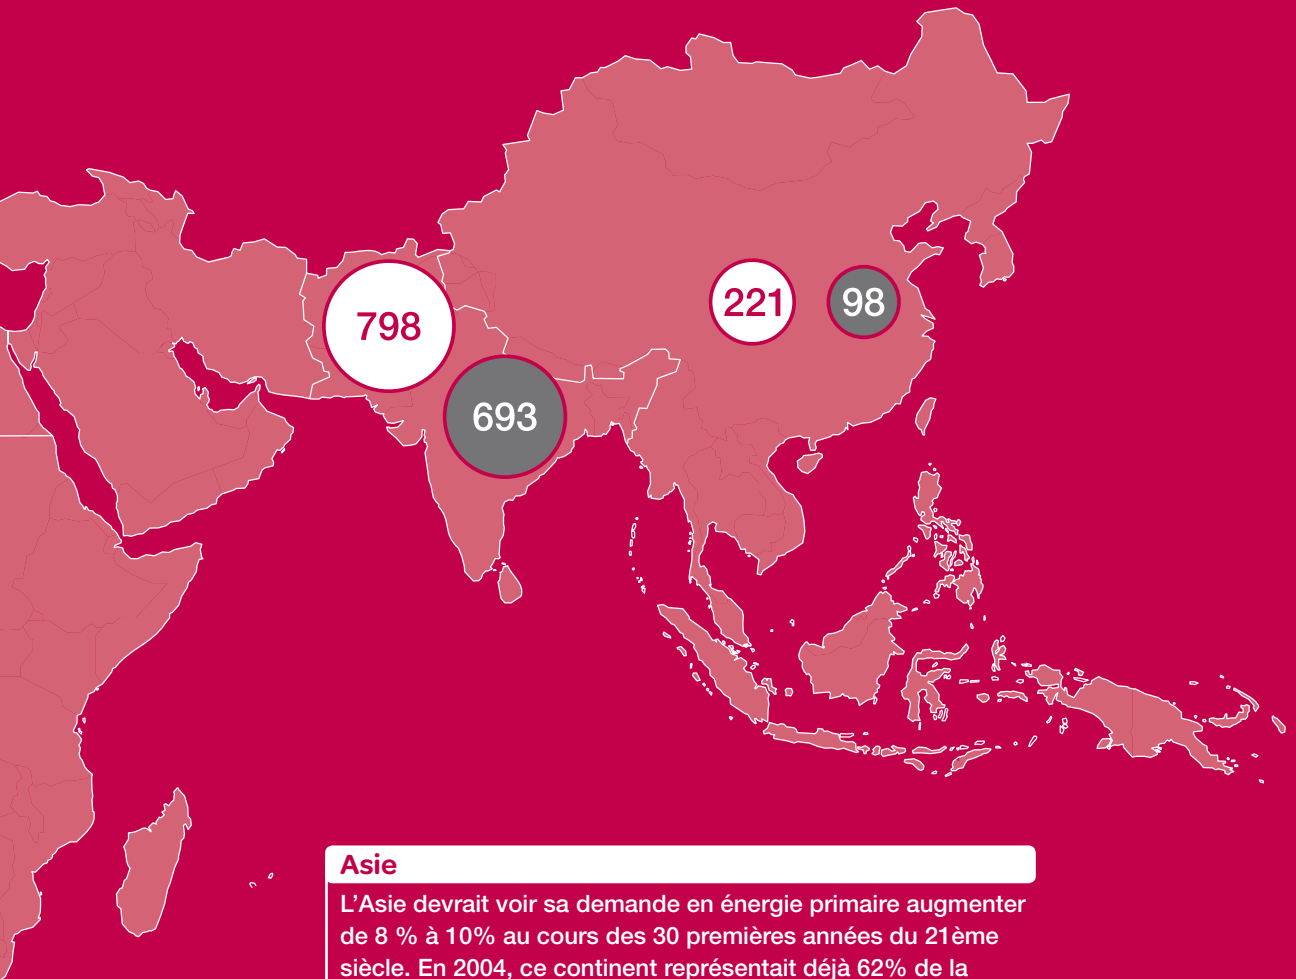 798
221
98
693
Asie
L’Asie devrait voir sa demande en énergie primaire augmenter
de 8 % à 10% au cours des 30 premières années du 21ème
siècle. En 2004, ce continent représentait déjà 62% de la